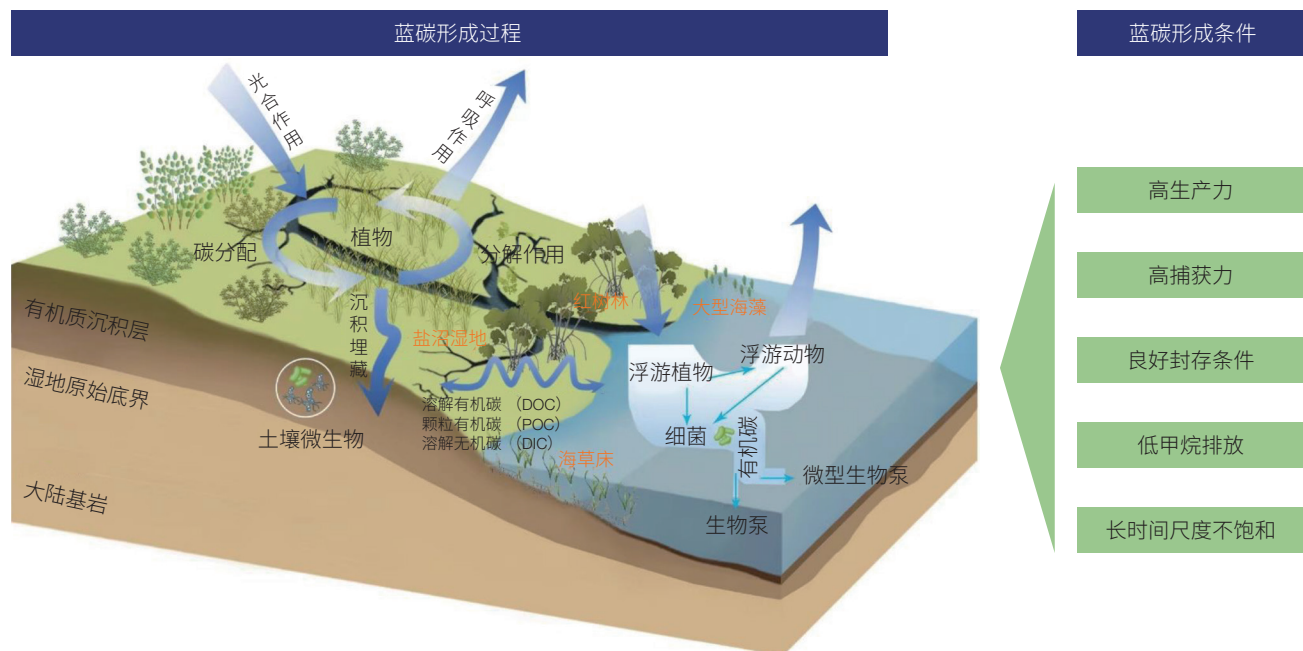 蓝碳形成过程
蓝碳形成条件
光合作用
呼吸作用
植物
碳分配
分解作用
沉积埋藏
有机质沉积层
湿地原始底界
大陆基岩
土壤微生物
盐沼湿地
红树林
大型海藻
溶解有机碳（DOC）
颗粒有机碳（POC）
溶解无机碳（DIC）
海草床
浮游植物
浮游动物
细菌
有机碳
微型生物泵
生物泵
高生产力
高捕获力
良好封存条件
低甲烷排放
长时间尺度不饱和